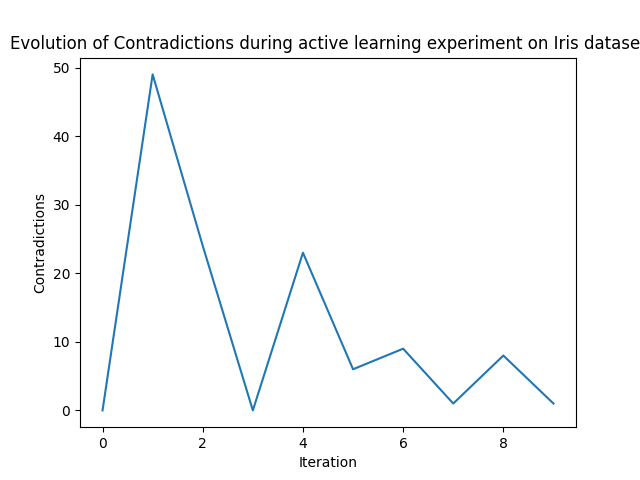 Evolution of Contradictions during active learning experiment on Iris datase
50
40
30
20
10
0
Contradictions
0 2 4 6 8
Iteration